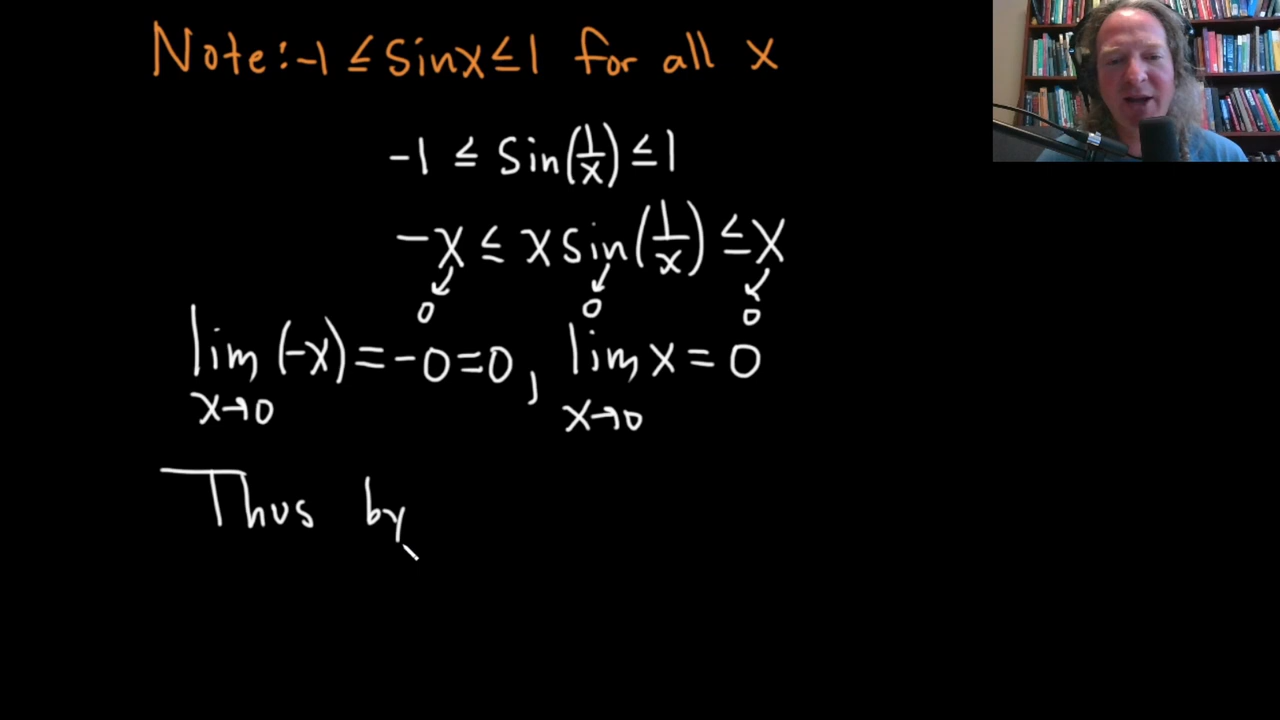 Note: -1 ≤ sinx ≤ 1 for all x
-1 ≤ sin(1/x) ≤ 1
-x ≤ x sin(1/x) ≤ x
0 0 0
lim (-x) = -0 = 0, lim x = 0
x→0 x→0
Thus by